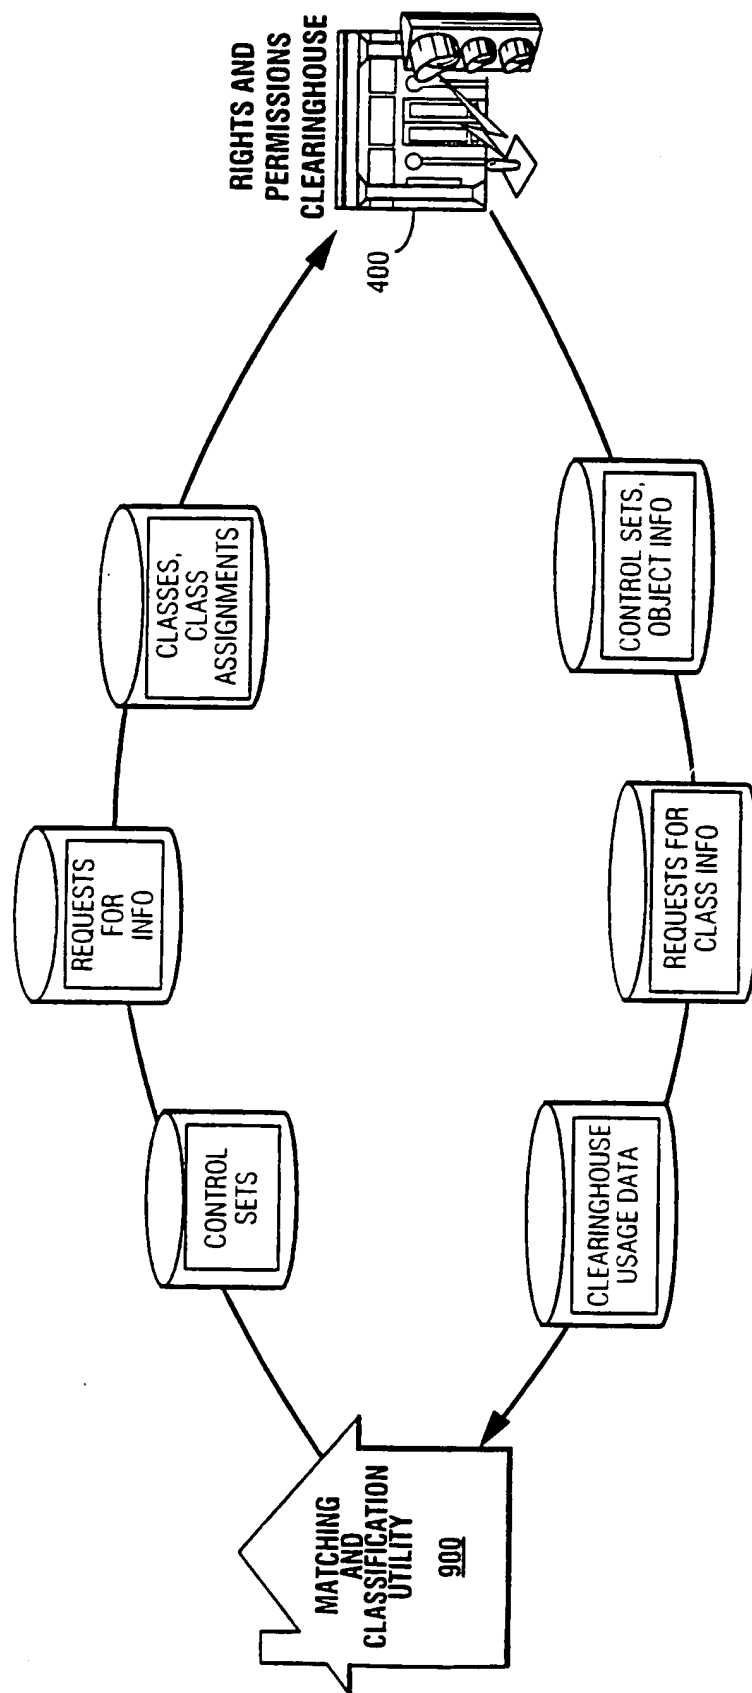 RIGHTS AND
PERMISSIONS
CLEARINGHOUSE
400
CLASSES,
CLASS
ASSIGNMENTS
REQUESTS
FOR
INFO
CONTROL
SETS
MATCHING
AND
CLASSIFICATION
UTILITY
900
CONTROL SETS,
OBJECT INFO
REQUESTS FOR
CLASS INFO
CLEARINGHOUSE
USAGE DATA